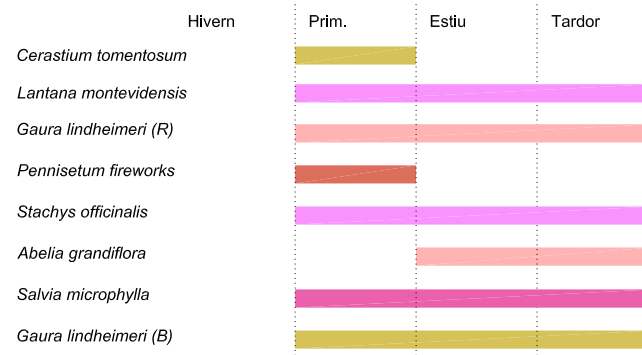 Hivern Prim. Estiu Tardor
Cerastium tomentosum
Lantana montevidensis
Gaura lindheimeri (R)
Pennisetum fireworks
Stachys officinalis
Abelia grandiflora
Salvia microphylla
Gaura lindheimeri (B)